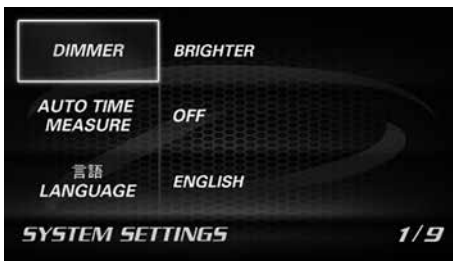 DIMMER BRIGHTER
AUTO TIME
MEASURE OFF
言語
LANGUAGE ENGLISH
SYSTEM SETTINGS 1/9